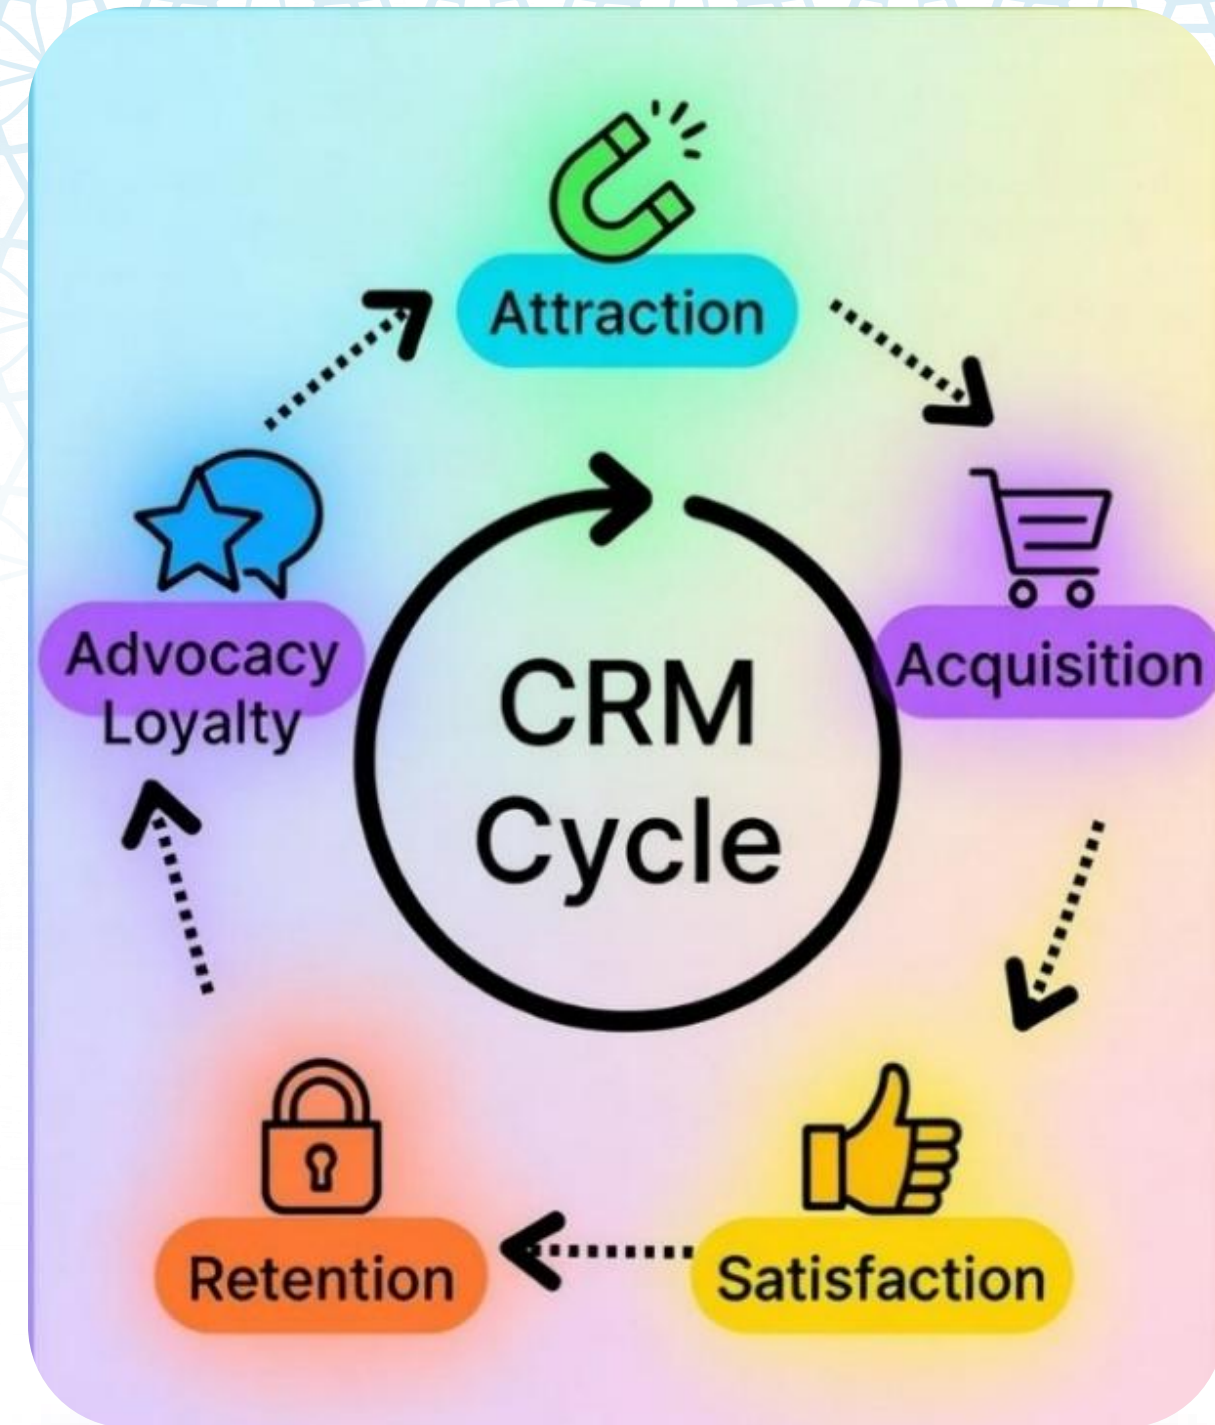 Attraction
Acquisition
Satisfaction
Retention
Advocacy
Loyalty
CRM
Cycle